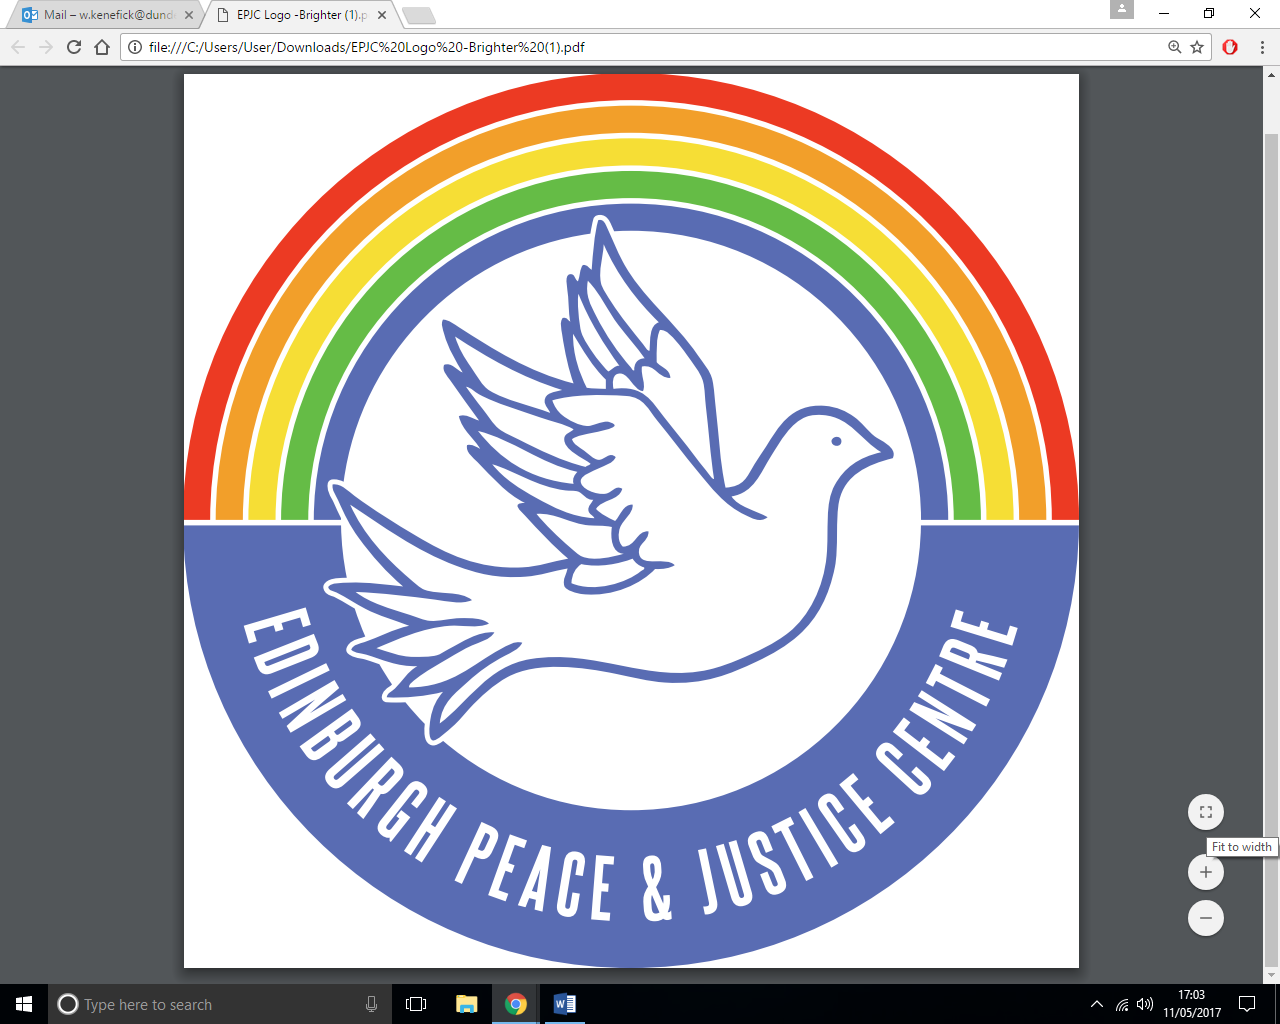 Mail – w.kenefick@dund
EPJC Logo -Brighter (1).p
file:///C:/Users/User/Downloads/EPJC%20Logo%20-Brighter%20(1).pdf
EDINBURGH PEACE & JUSTICE CENTRE
Fit to width
Type here to search
17:03
11/05/2017